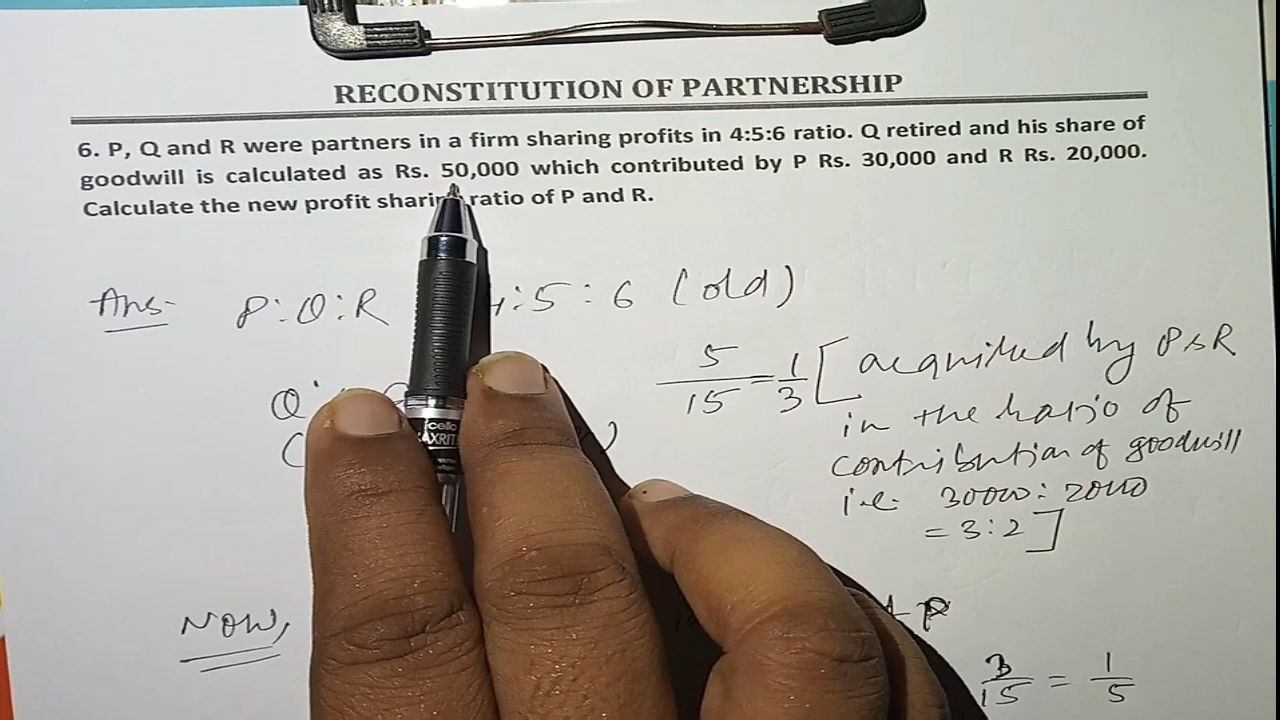 RECONSTITUTION OF PARTNERSHIP
6. P, Q and R were partners in a firm sharing profits in 4:5:6 ratio. Q retired and his share of
goodwill is calculated as Rs. 50,000 which contributed by P Rs. 30,000 and R Rs. 20,000.
Calculate the new profit sharing ratio of P and R.
Ans- P:Q:R :5:6 (old)
5/15 = 1/3 [acquired by P & R
in the ratio of
contribution of goodwill
i.e. 30000:20000
= 3:2]
cello
Now,
3/15 = 1/5